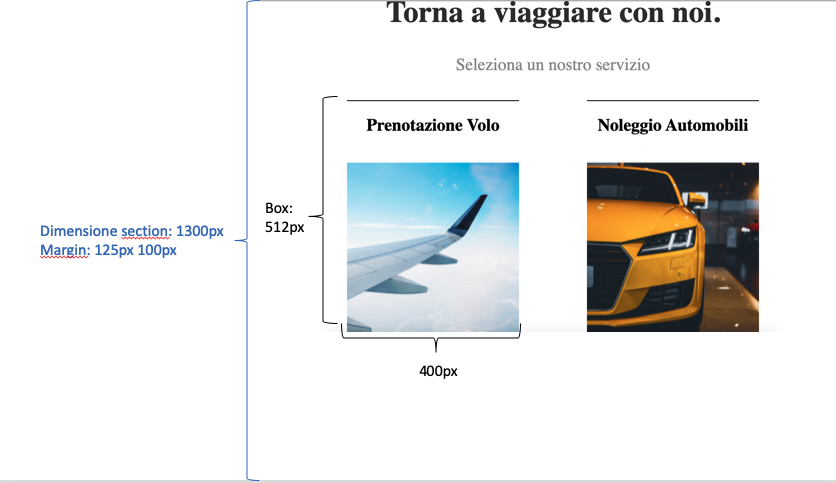 Torna a viaggiare con noi.
Seleziona un nostro servizio
Prenotazione Volo
Noleggio Automobili
Box:
512px
Dimensione section: 1300px
Margin: 125px 100px
400px